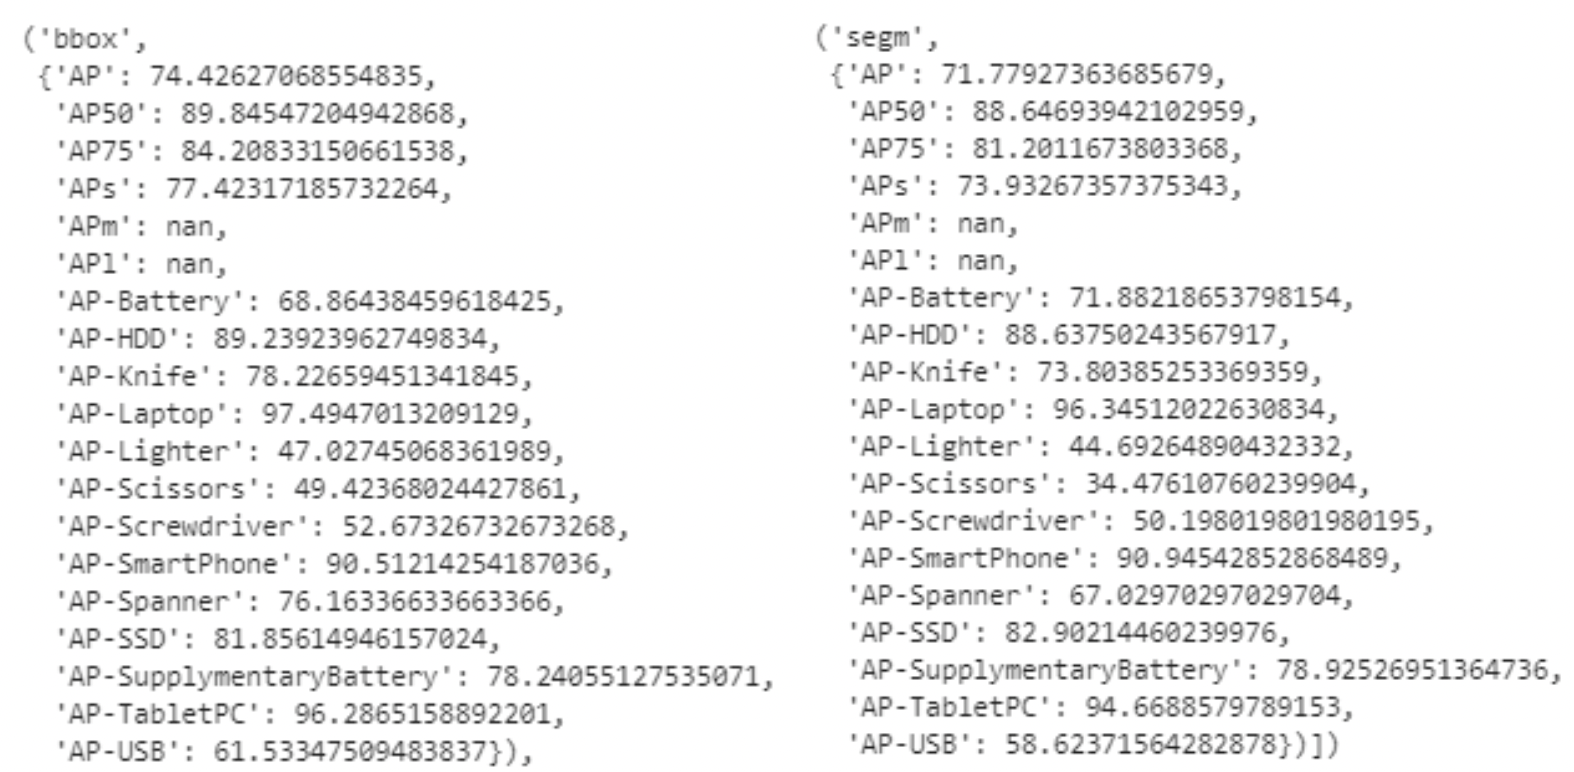 ('bbox',
{'AP': 74.42627068554835,
'AP50': 89.84547204942868,
'AP75': 84.20833150661538,
'APs': 77.42317185732264,
'APm': nan,
'APl': nan,
'AP-Battery': 68.86438459618425,
'AP-HDD': 89.23923962749834,
'AP-Knife': 78.22659451341845,
'AP-Laptop': 97.4947013209129,
'AP-Lighter': 47.02745068361989,
'AP-Scissors': 49.42368024427861,
'AP-Screwdriver': 52.67326732673268,
'AP-SmartPhone': 90.51214254187036,
'AP-Spanner': 76.16336633663366,
'AP-SSD': 81.85614946157024,
'AP-SupplymentaryBattery': 78.24055127535071,
'AP-TabletPC': 96.2865158892201,
'AP-USB': 61.533475094838​37}),
('segm',
{'AP': 71.77927363685679,
'AP50': 88.64693942102959,
'AP75': 81.2011673803368,
'APs': 73.93267357375343,
'APm': nan,
'APl': nan,
'AP-Battery': 71.88218653798154,
'AP-HDD': 88.63750243567917,
'AP-Knife': 73.80385253369359,
'AP-Laptop': 96.34512022630834,
'AP-Lighter': 44.69264890432332,
'AP-Scissors': 34.47610760239904,
'AP-Screwdriver': 50.198019801980195,
'AP-SmartPhone': 90.94542852868489,
'AP-Spanner': 67.02970297029704,
'AP-SSD': 82.90214460239976,
'AP-SupplymentaryBattery': 78.92526951364736,
'AP-TabletPC': 94.6688579789153,
'AP-USB': 58.62371564282878})])